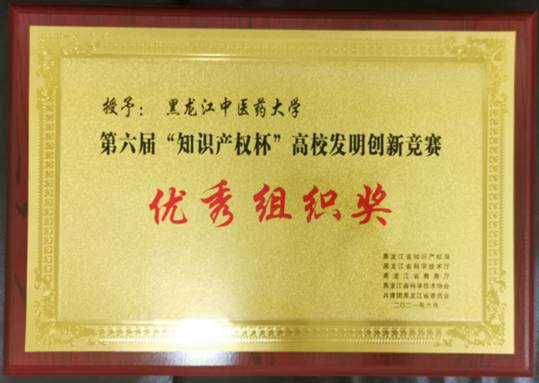 授予：黑龙江中医药大学
第六届“知识产权杯”高校发明创新竞赛
优秀组织奖
黑龙江省知识产权局
黑龙江省科学技术厅
黑龙江省教育厅
黑龙江省科学技术协会
共青团黑龙江省委员会
二〇二一年六月